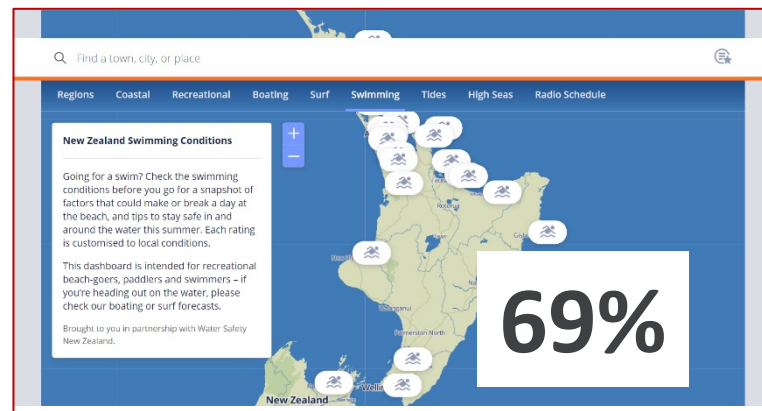 Find a town, city, or place
Regions Coastal Recreational Boating Surf Swimming Tides High Seas Radio Schedule
New Zealand Swimming Conditions
+
−
Going for a swim? Check the swimming
conditions before you go for a snapshot of
factors that could make or break a day at
the beach, and tips to stay safe in and
around the water this summer. Each rating
is customised to local conditions.
This dashboard is intended for recreational
beach-goers, paddlers and swimmers – if
you're heading out on the water, please
check our boating or surf forecasts.
Brought to you in partnership with Water Safety
New Zealand.
Rotorua
69%
Palmerston North
New Zealand